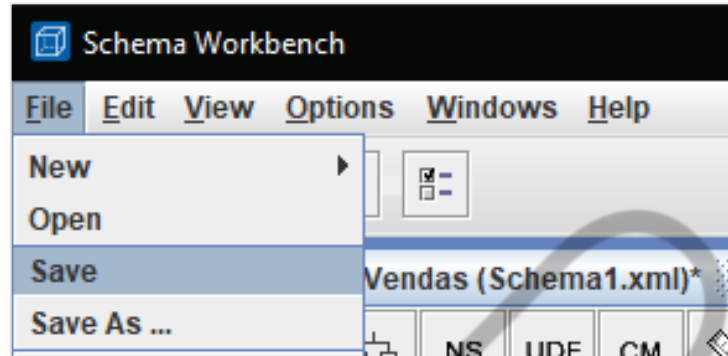 Schema Workbench
File Edit View Options Windows Help
New
Open
Save
Vendas (Schema1.xml)*
Save As ...
NS UDF CM